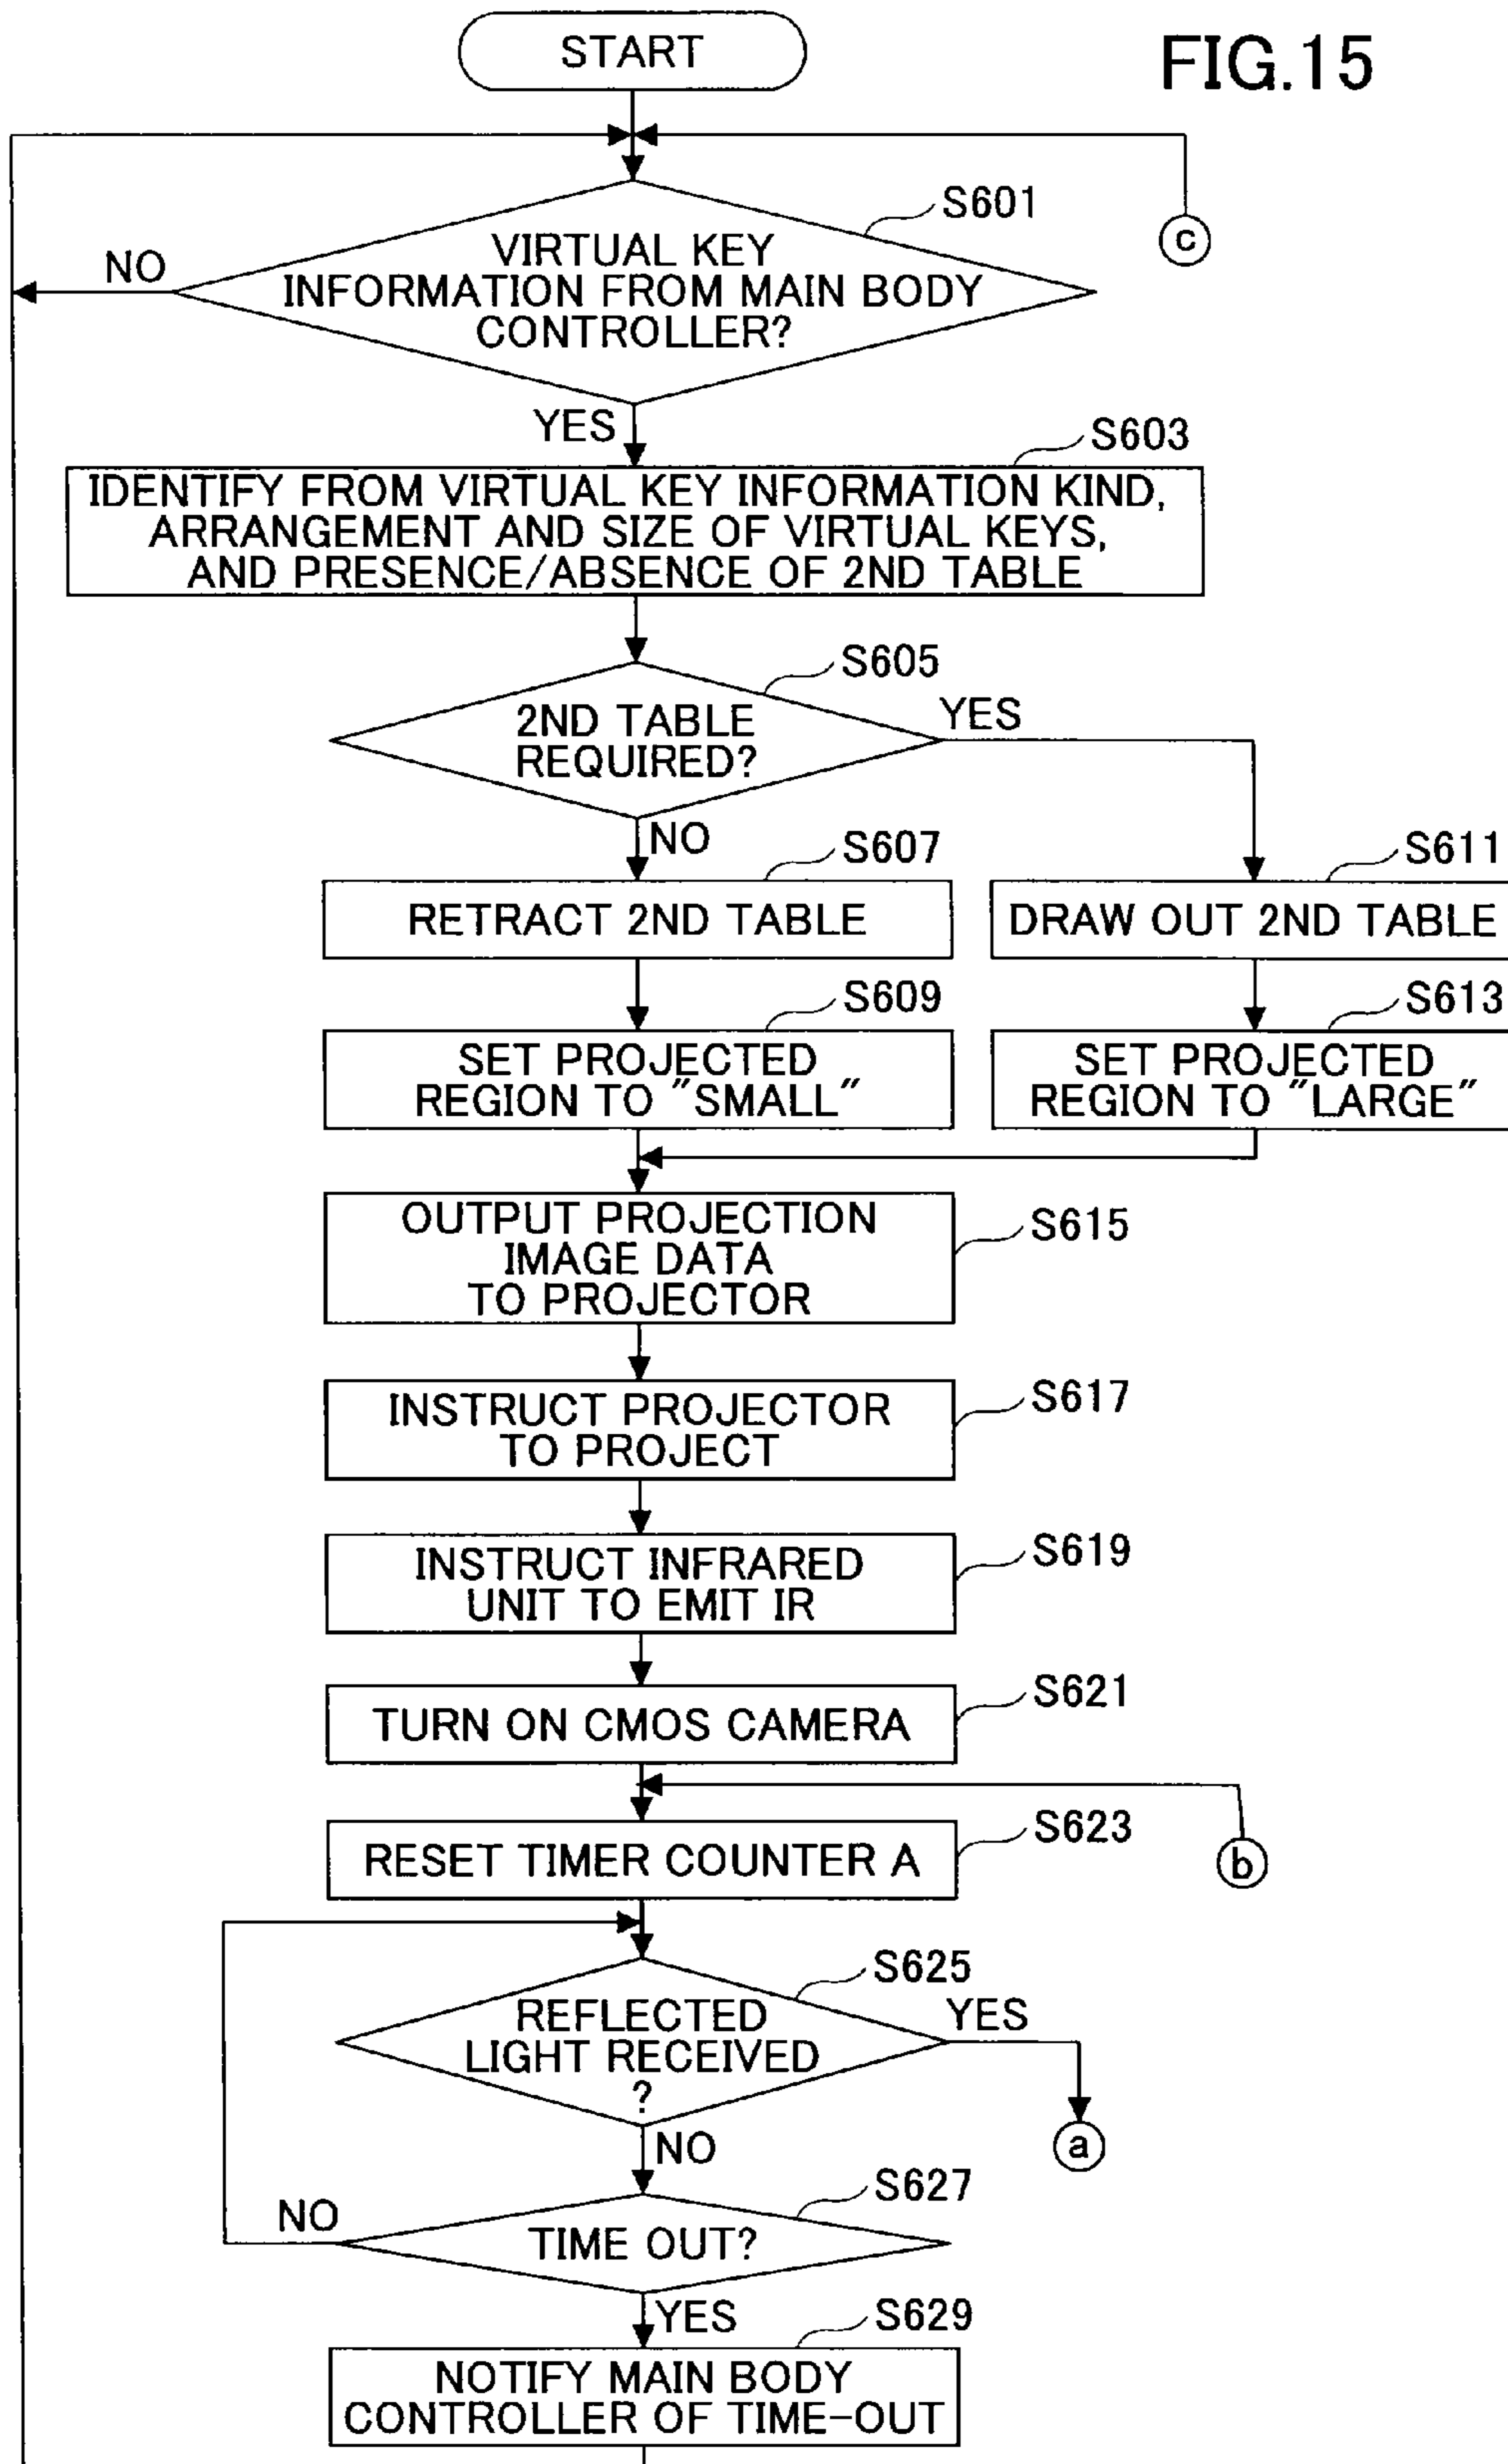 START
FIG.15
S601
VIRTUAL KEY
INFORMATION FROM MAIN BODY
CONTROLLER?
NO
c
YES
S603
IDENTIFY FROM VIRTUAL KEY INFORMATION KIND,
ARRANGEMENT AND SIZE OF VIRTUAL KEYS,
AND PRESENCE/ABSENCE OF 2ND TABLE
S605
2ND TABLE
REQUIRED?
YES
NO
S607
RETRACT 2ND TABLE
S611
DRAW OUT 2ND TABLE
S609
SET PROJECTED
REGION TO "SMALL"
S613
SET PROJECTED
REGION TO "LARGE"
OUTPUT PROJECTION
IMAGE DATA
TO PROJECTOR
S615
INSTRUCT PROJECTOR
TO PROJECT
S617
INSTRUCT INFRARED
UNIT TO EMIT IR
S619
TURN ON CMOS CAMERA
S621
RESET TIMER COUNTER A
S623
b
S625
REFLECTED
LIGHT RECEIVED
?
YES
a
NO
S627
TIME OUT?
NO
YES
S629
NOTIFY MAIN BODY
CONTROLLER OF TIME-OUT